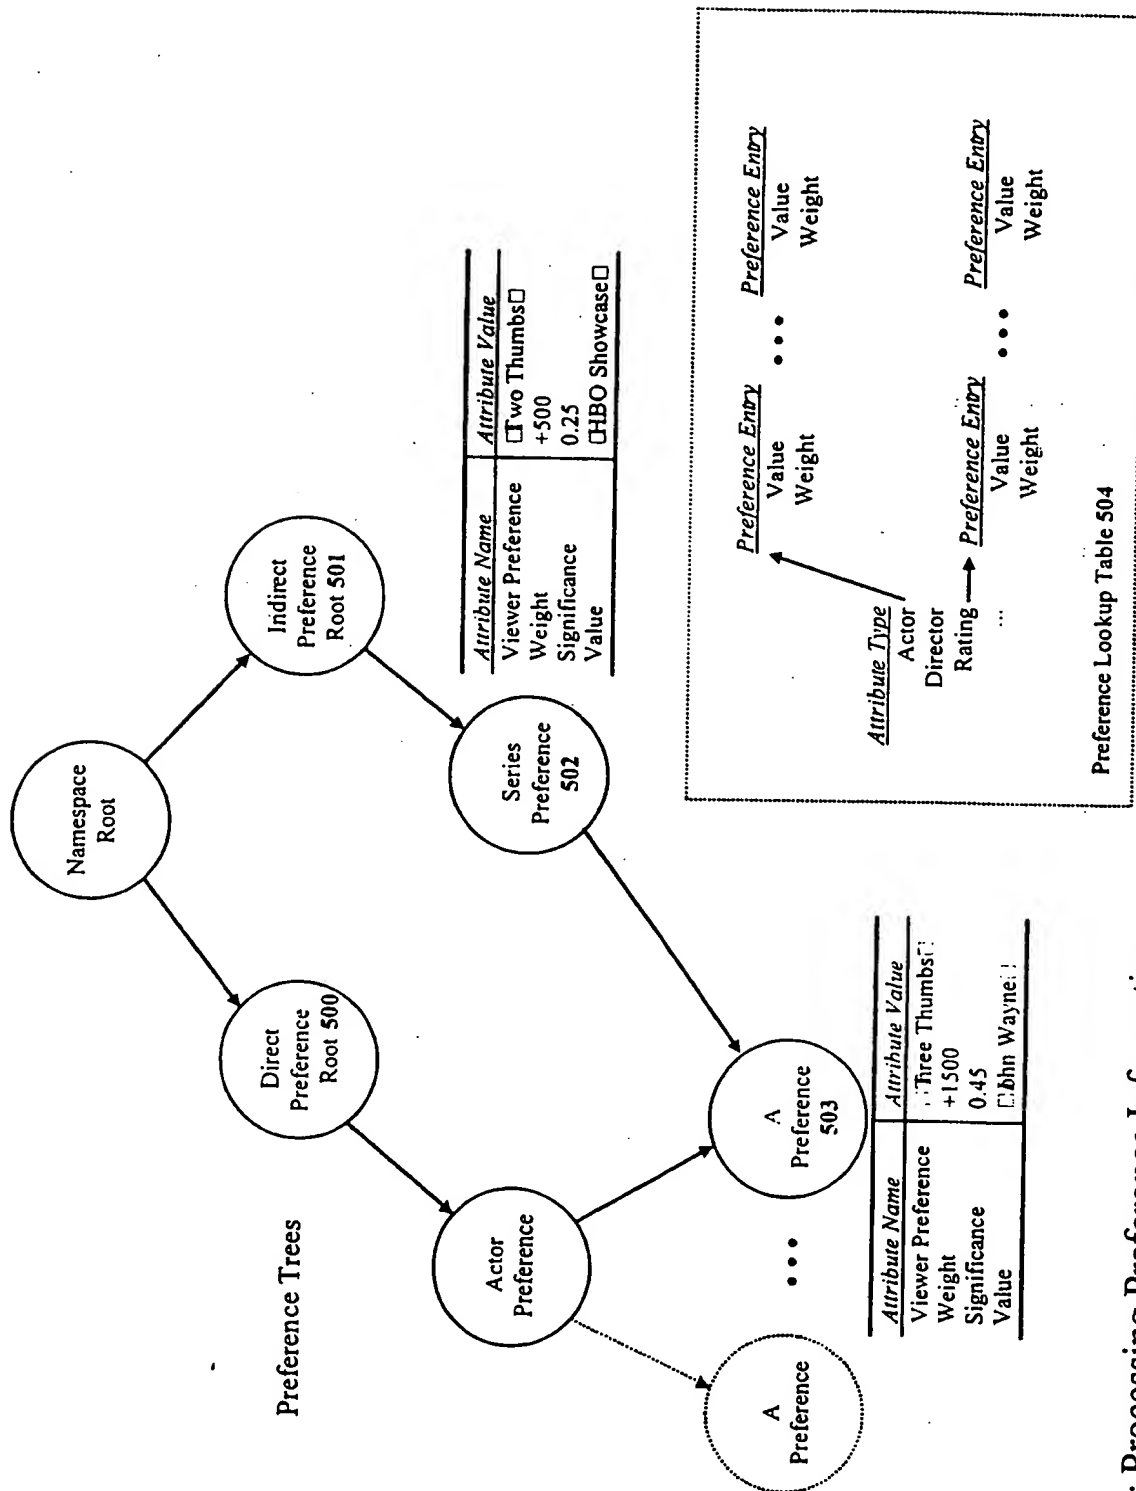 Preference Trees
Namespace
Root
Direct
Preference
Root 500
Indirect
Preference
Root 501
Actor
Preference
Series
Preference
502
Attribute Name Attribute Value
Viewer Preference □Two Thumbs□
Weight +500
Significance 0.25
Value □HBO Showcase□
A
Preference
...
A
Preference
503
Attribute Name Attribute Value
Viewer Preference Three Thumbs
Weight +1500
Significance 0.45
Value □bhn Wayne
Attribute Type
Actor
Director
Rating
...
Preference Entry ... Preference Entry
Value Value
Weight Weight
Preference Entry ... Preference Entry
Value Value
Weight Weight
Preference Lookup Table 504
: Processing Preference